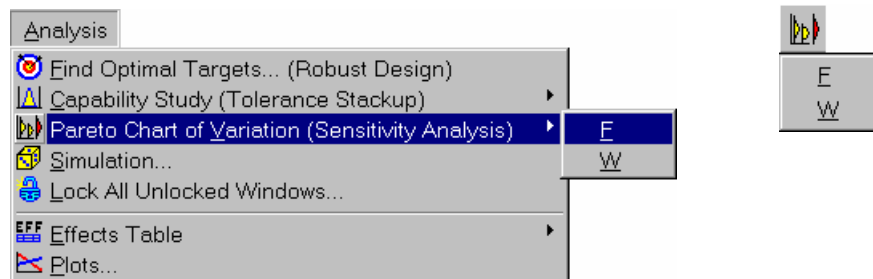 Analysis
Find Optimal Targets... (Robust Design)
Capability Study (Tolerance Stackup)
Pareto Chart of Variation (Sensitivity Analysis)
F
W
Simulation...
Lock All Unlocked Windows...
EFF Effects Table
Plots...
F
W